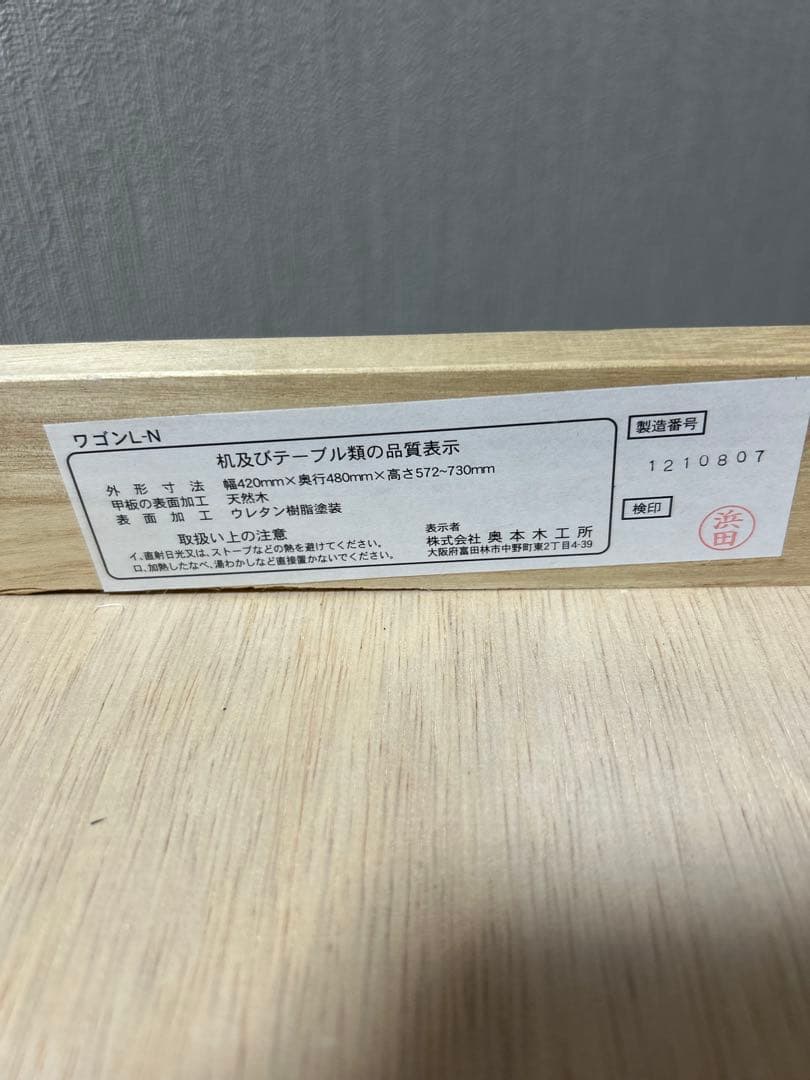 ワゴンL-N
机及びテーブル類の品質表示
外形寸法 幅420mm×奥行480mm×高さ572~730mm
甲板の表面加工 天然木
表面加工 ウレタン樹脂塗装
取扱い上の注意
イ、直射日光又は、ストーブなどの熱を避けてください。
ロ、加熱したなべ、湯わかしなど直接置かないでください。
表示者
株式会社 奥本木工所
大阪府富田林市中野町東2丁目4-39
製造番号
1210807
検印
浜田